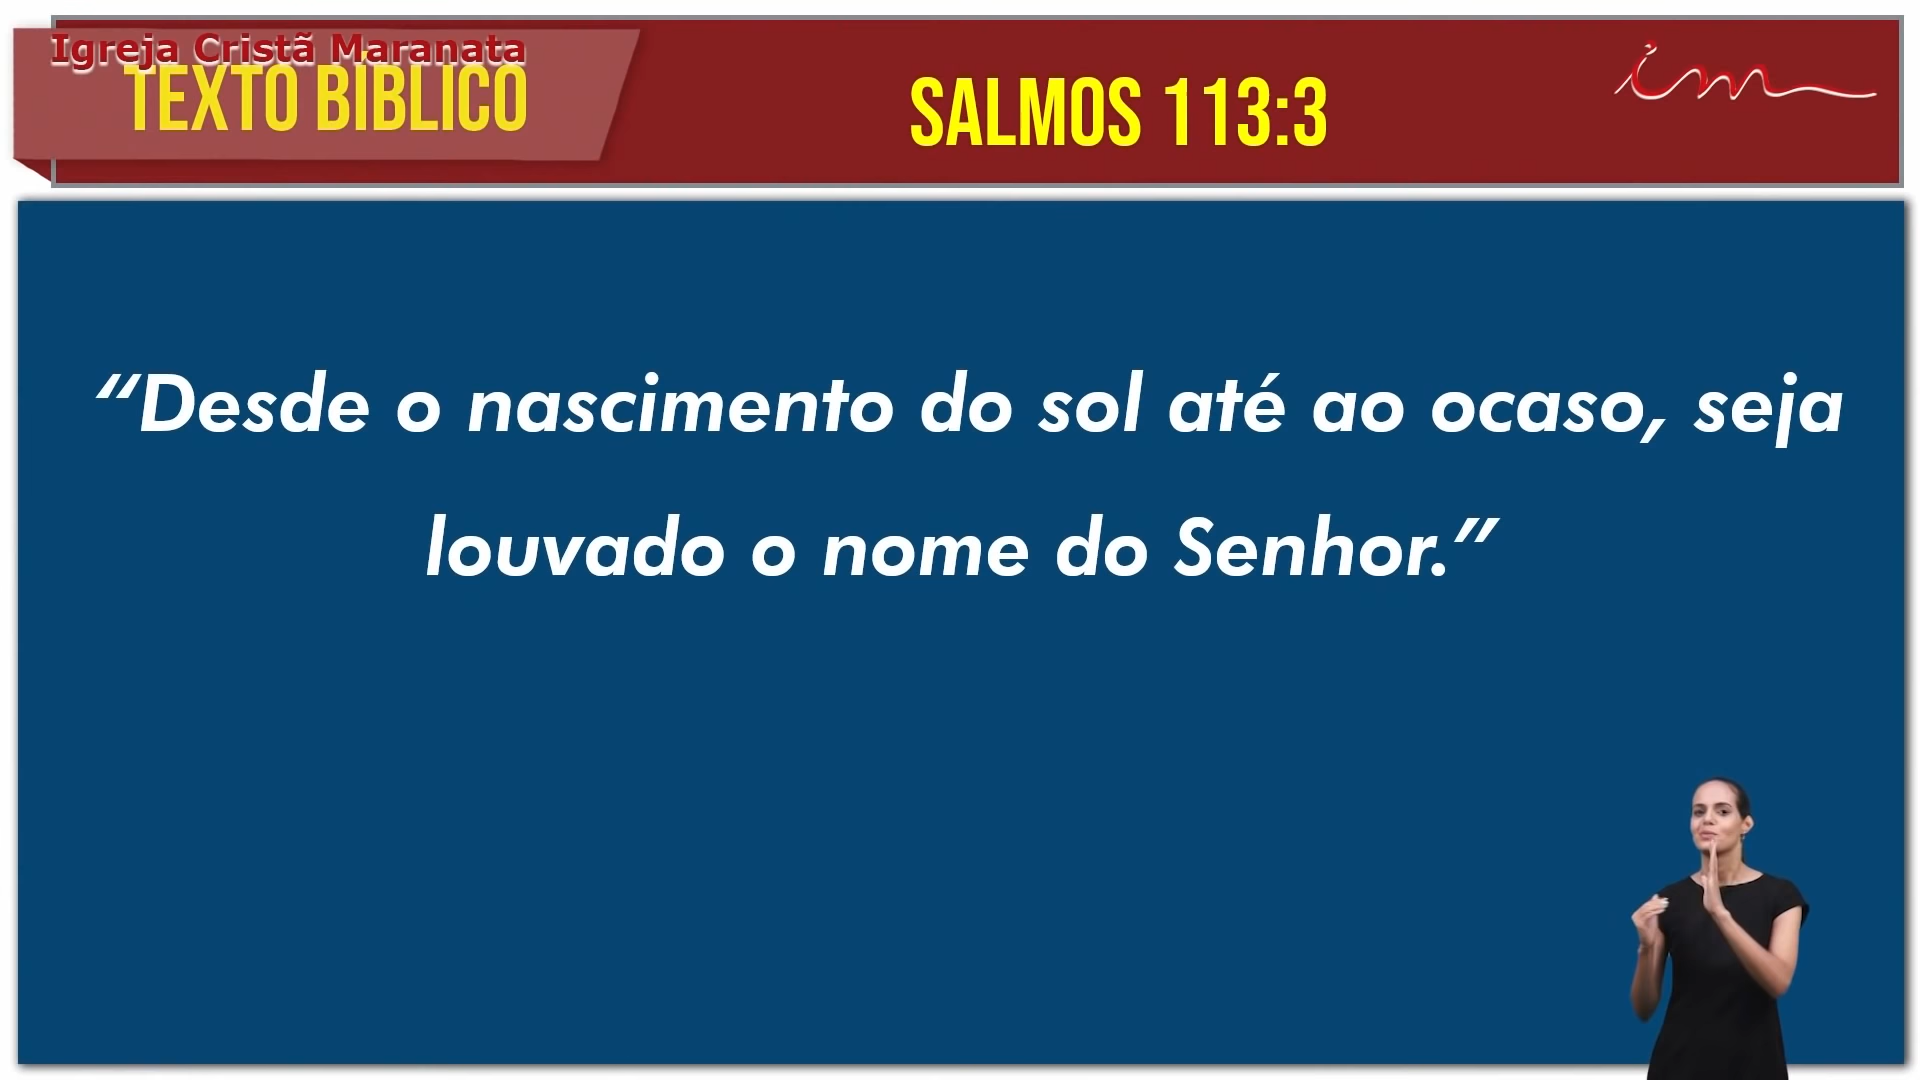 Igreja Cristã Maranata
TEXTO BÍBLICO
SALMOS 113:3
“Desde o nascimento do sol até ao ocaso, seja
louvado o nome do Senhor.”